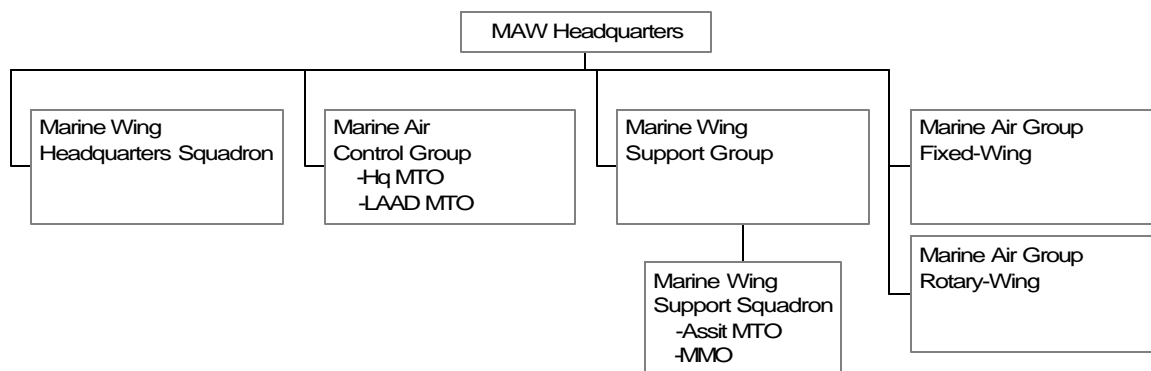 MAW Headquarters
Marine Wing
Headquarters Squadron
Marine Air
Control Group
-Hq MTO
-LAAD MTO
Marine Wing
Support Group
Marine Air Group
Fixed-Wing
Marine Air Group
Rotary-Wing
Marine Wing
Support Squadron
-Assit MTO
-MMO